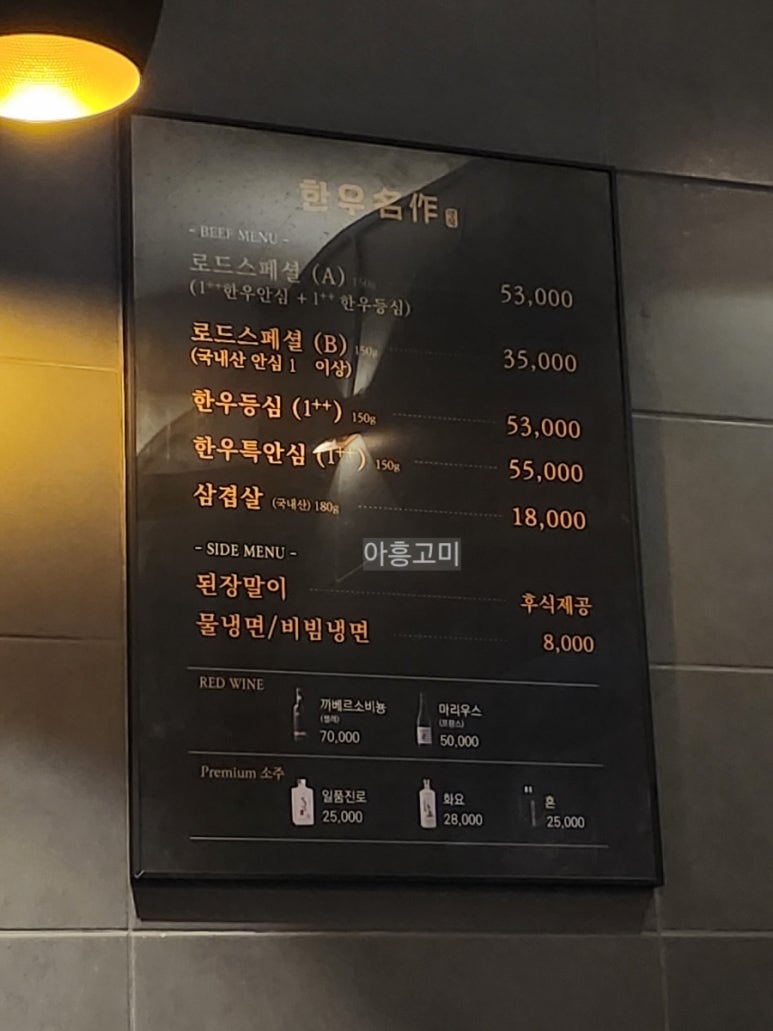 한우名作
- BEEF MENU -
로드스페셜 (A) 150g
(1++한우안심 + 1++ 한우등심) 53,000
로드스페셜 (B) 150g 35,000
(국내산 안심 1 이상)
한우등심 (1++) 150g 53,000
한우특안심 (1++) 150g 55,000
삼겹살 (국내산) 180g 18,000
아흥고미
- SIDE MENU -
된장말이 후식제공
물냉면/비빔냉면 8,000
RED WINE
까베르소비뇽 마리우스
(칠레) (프랑스)
70,000 50,000
Premium 소주
일품진로 화요 혼
25,000 28,000 25,000